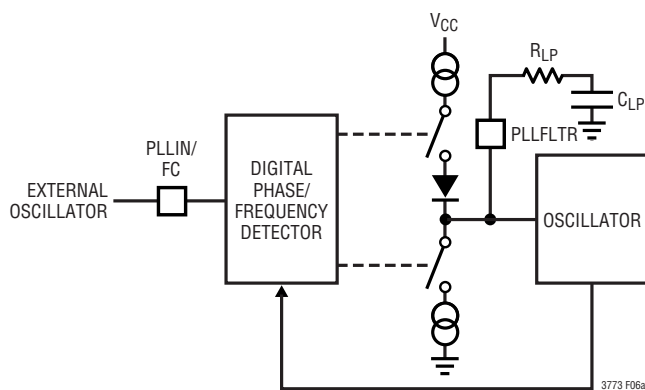 VCC
RLP
CLP
PLLFLTR
PLLIN/
FC
EXTERNAL
OSCILLATOR
DIGITAL
PHASE/
FREQUENCY
DETECTOR
OSCILLATOR
3773 F06a